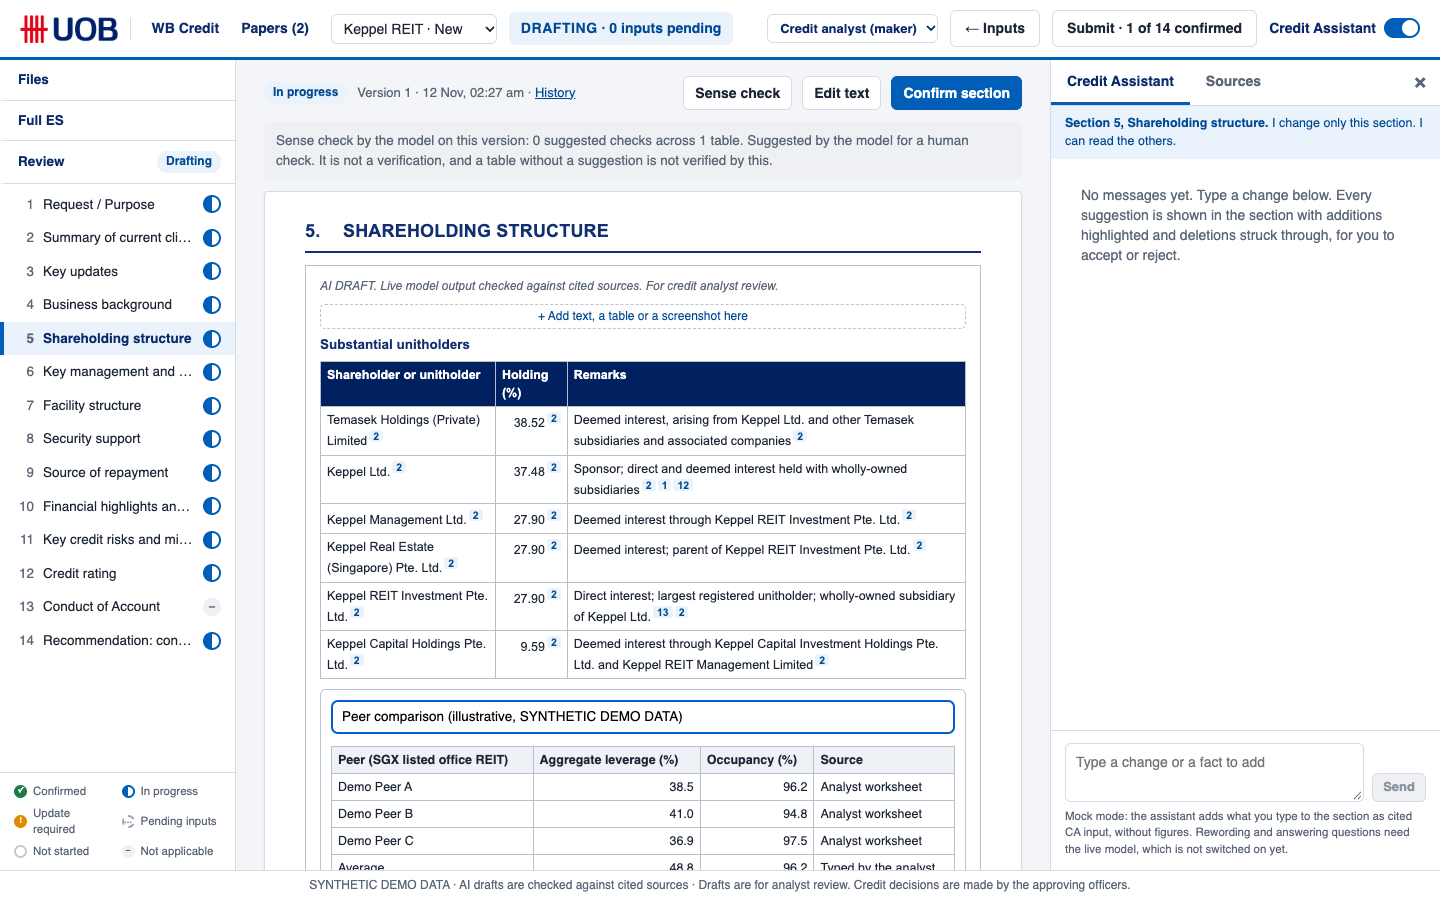 UOB
WB Credit
Papers (2)
Keppel REIT · New
DRAFTING · 0 inputs pending
Credit analyst (maker)
← Inputs
Submit · 1 of 14 confirmed
Credit Assistant
Files
Full ES
Review
Drafting
1 Request / Purpose
2 Summary of current cli...
3 Key updates
4 Business background
5 Shareholding structure
6 Key management and ...
7 Facility structure
8 Security support
9 Source of repayment
10 Financial highlights an...
11 Key credit risks and mi...
12 Credit rating
13 Conduct of Account
14 Recommendation: con...
Confirmed
In progress
Update required
Pending inputs
Not started
Not applicable
In progress
Version 1 · 12 Nov, 02:27 am · History
Sense check
Edit text
Confirm section
Sense check by the model on this version: 0 suggested checks across 1 table. Suggested by the model for a human
check. It is not a verification, and a table without a suggestion is not verified by this.
5. SHAREHOLDING STRUCTURE
AI DRAFT. Live model output checked against cited sources. For credit analyst review.
+ Add text, a table or a screenshot here
Substantial unitholders
Shareholder or unitholder Holding (%) Remarks
Temasek Holdings (Private) Limited 2 38.52 2 Deemed interest, arising from Keppel Ltd. and other Temasek subsidiaries and associated companies 2
Keppel Ltd. 2 37.48 2 Sponsor; direct and deemed interest held with wholly-owned subsidiaries 2 1 12
Keppel Management Ltd. 2 27.90 2 Deemed interest through Keppel REIT Investment Pte. Ltd. 2
Keppel Real Estate (Singapore) Pte. Ltd. 2 27.90 2 Deemed interest; parent of Keppel REIT Investment Pte. Ltd. 2
Keppel REIT Investment Pte. Ltd. 2 27.90 2 Direct interest; largest registered unitholder; wholly-owned subsidiary of Keppel Ltd. 13 2
Keppel Capital Holdings Pte. Ltd. 2 9.59 2 Deemed interest through Keppel Capital Investment Holdings Pte. Ltd. and Keppel REIT Management Limited 2
Peer comparison (illustrative, SYNTHETIC DEMO DATA)
Peer (SGX listed office REIT) Aggregate leverage (%) Occupancy (%) Source
Demo Peer A 38.5 96.2 Analyst worksheet
Demo Peer B 41.0 94.8 Analyst worksheet
Demo Peer C 36.9 97.5 Analyst worksheet
Average 48.8 96.2 Typed by the analyst
Credit Assistant
Sources
Section 5, Shareholding structure. I change only this section. I
can read the others.
No messages yet. Type a change below. Every
suggestion is shown in the section with additions
highlighted and deletions struck through, for you to
accept or reject.
Type a change or a fact to add
Send
Mock mode: the assistant adds what you type to the section as cited
CA input, without figures. Rewording and answering questions need
the live model, which is not switched on yet.
SYNTHETIC DEMO DATA · AI drafts are checked against cited sources · Drafts are for analyst review. Credit decisions are made by the approving officers.